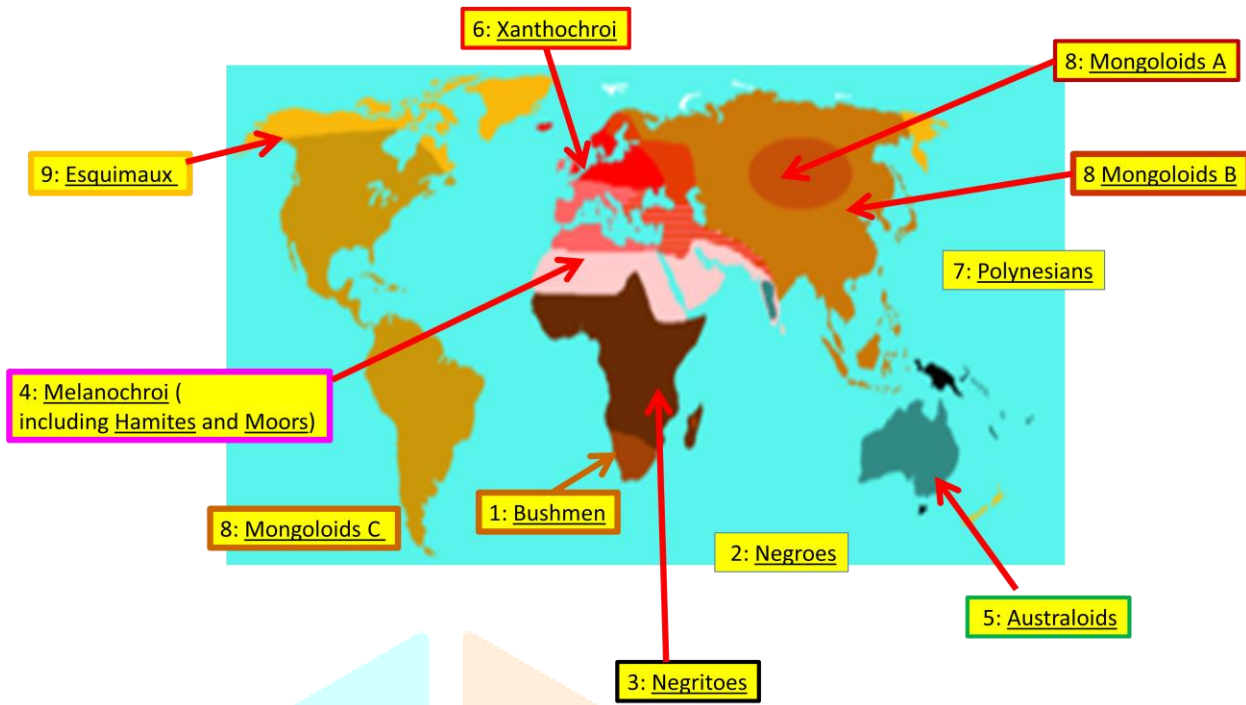 6: Xanthochroi
8: Mongoloids A
9: Esquimaux
8 Mongoloids B
7: Polynesians
4: Melanochroi (
including Hamites and Moors)
8: Mongoloids C
1: Bushmen
2: Negroes
5: Australoids
3: Negritoes